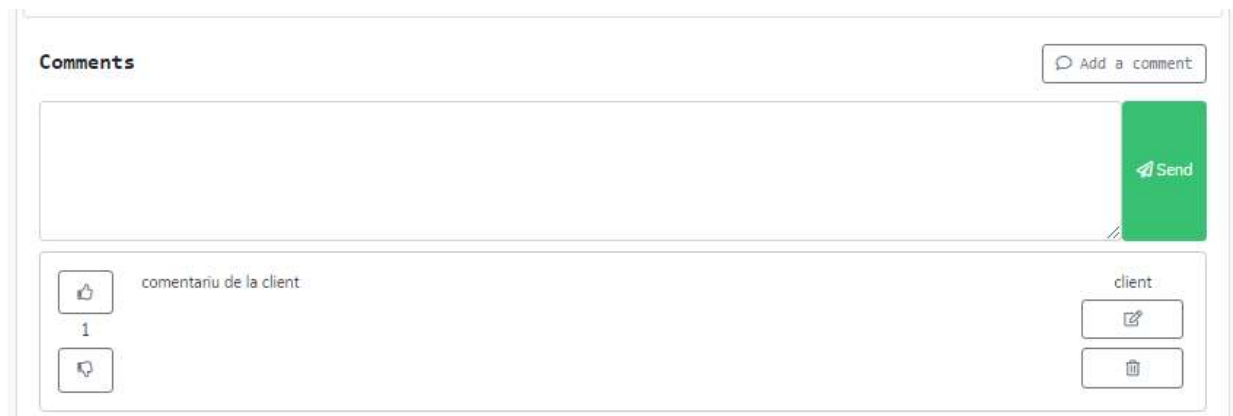 Comments
Add a comment
Send
comentariu de la client
client
1